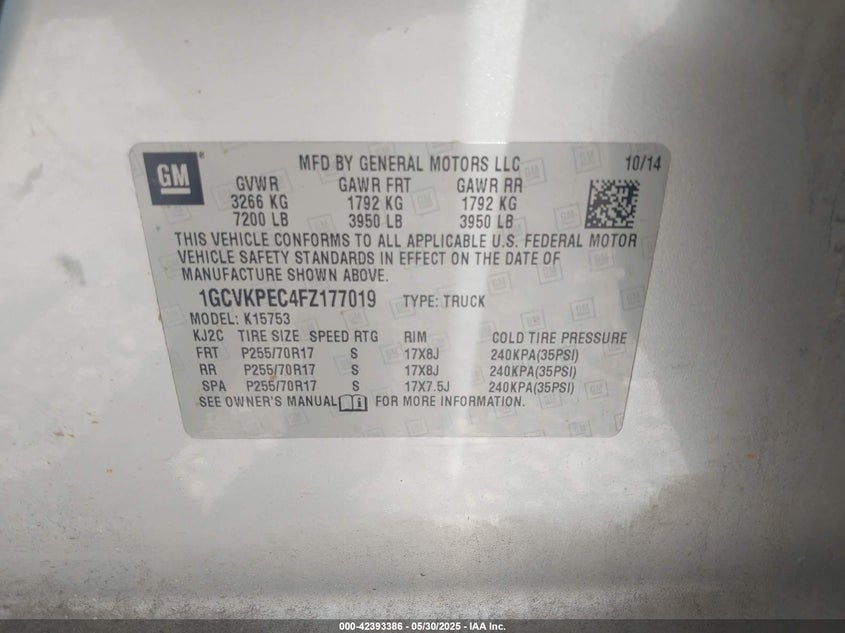 GM
MFD BY GENERAL MOTORS LLC 10/14
GVWR GAWR FRT GAWR RR
3266 KG 1792 KG 1792 KG
7200 LB 3950 LB 3950 LB
THIS VEHICLE CONFORMS TO ALL APPLICABLE U.S. FEDERAL MOTOR
VEHICLE SAFETY STANDARDS IN EFFECT ON THE DATE OF
MANUFACTURE SHOWN ABOVE.
1GCVKPEC4FZ177019 TYPE: TRUCK
MODEL: K15753
KJ2C TIRE SIZE SPEED RTG RIM COLD TIRE PRESSURE
FRT P255/70R17 S 17X8J 240KPA(35PSI)
RR P255/70R17 S 17X8J 240KPA(35PSI)
SPA P255/70R17 S 17X7.5J 240KPA(35PSI)
SEE OWNER'S MANUAL FOR MORE INFORMATION.
000-42393386 - 05/30/2025 - IAA Inc.